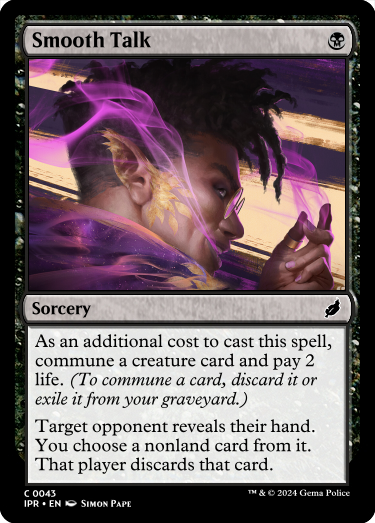 Smooth Talk
Sorcery
As an additional cost to cast this spell,
commune a creature card and pay 2
life. (To commune a card, discard it or
exile it from your graveyard.)
Target opponent reveals their hand.
You choose a nonland card from it.
That player discards that card.
C 0043
IPR • EN Simon Pape
™ & © 2024 Gema Police